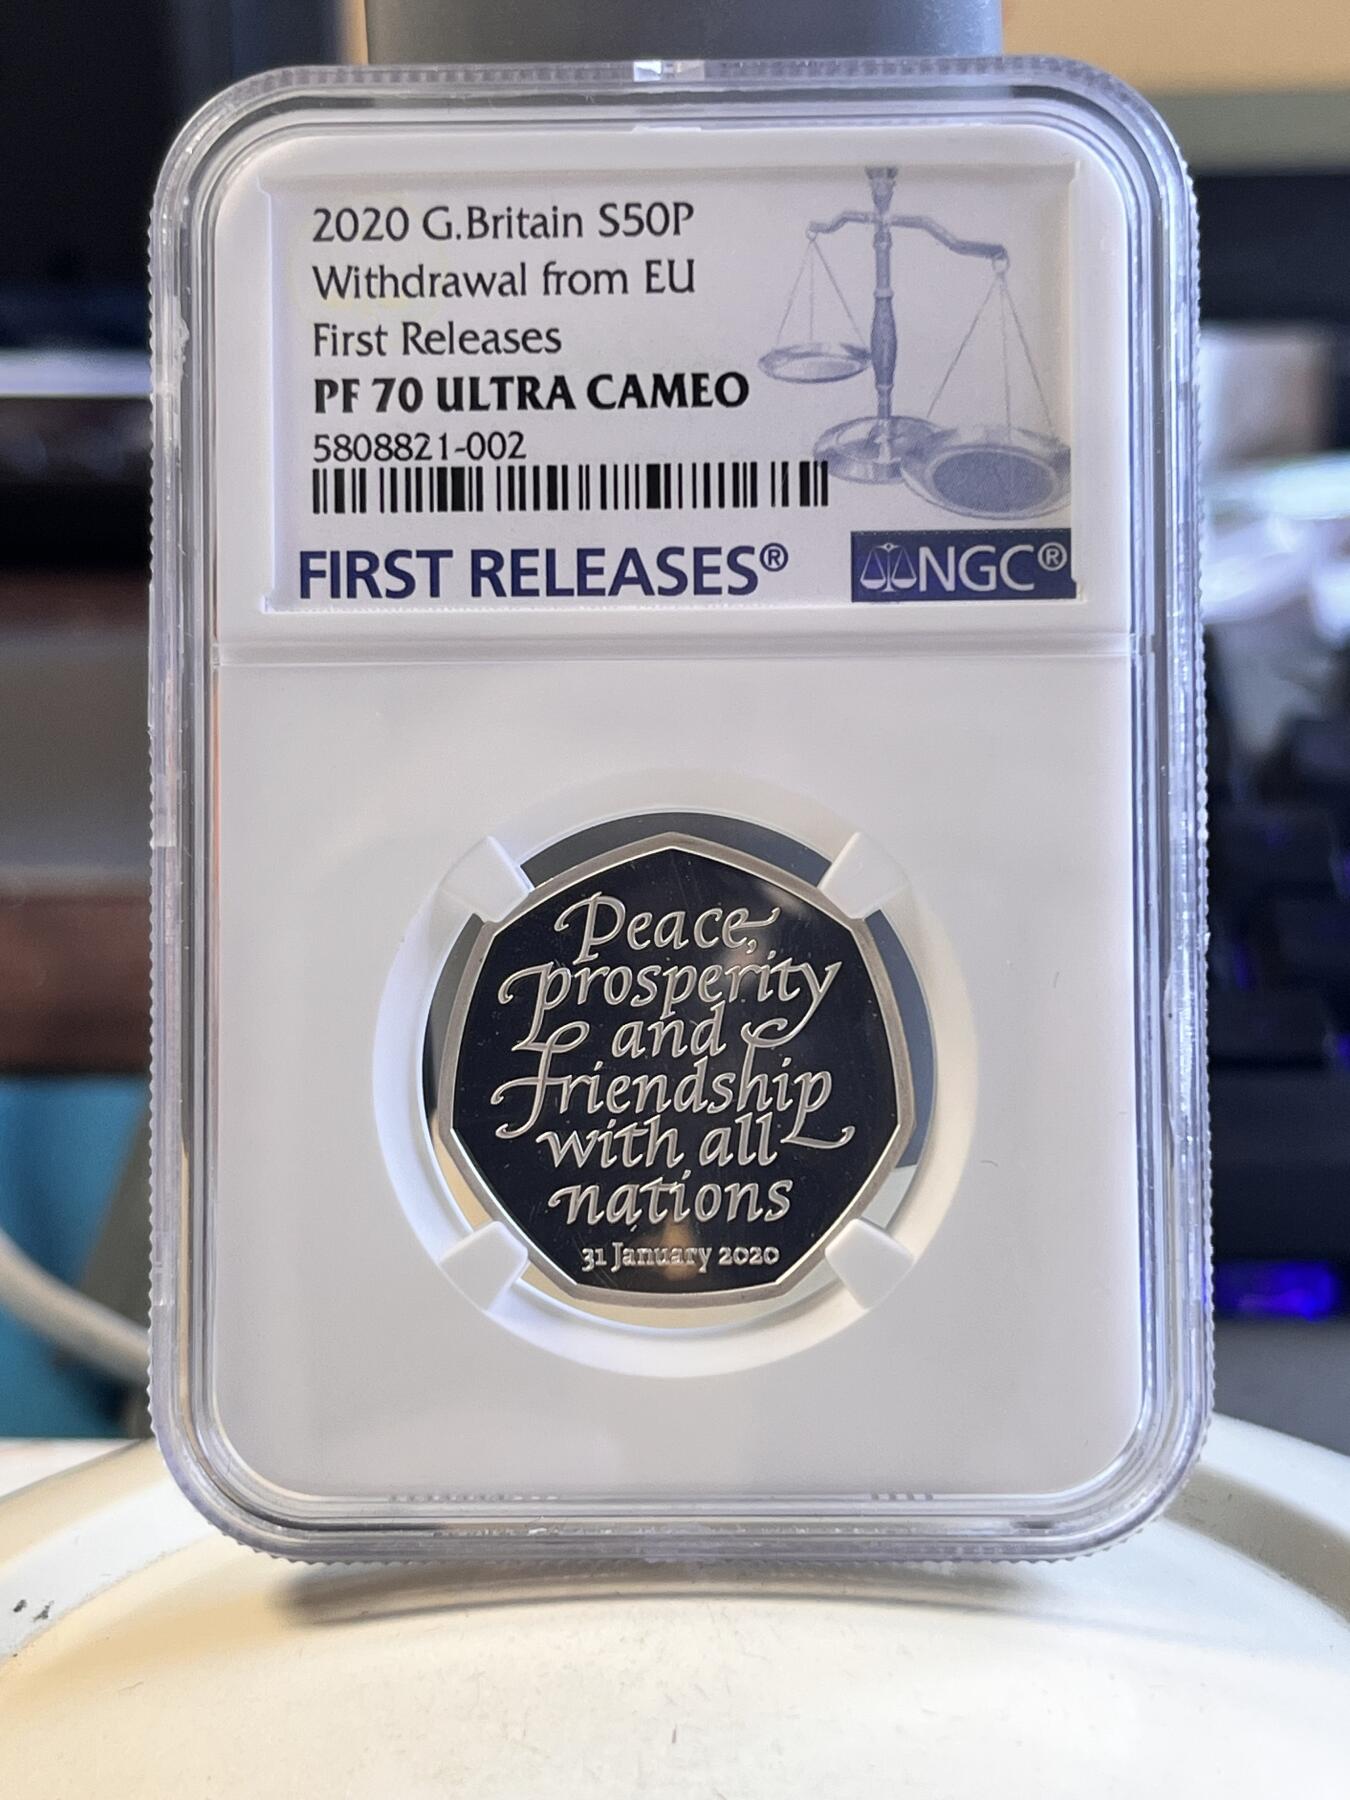 2020 G.Britain S50P
Withdrawal from EU
First Releases
PF 70 ULTRA CAMEO
5808821-002
FIRST RELEASES®
NGC®
Peace,
prosperity
and
friendship
with all
nations
31 January 2020